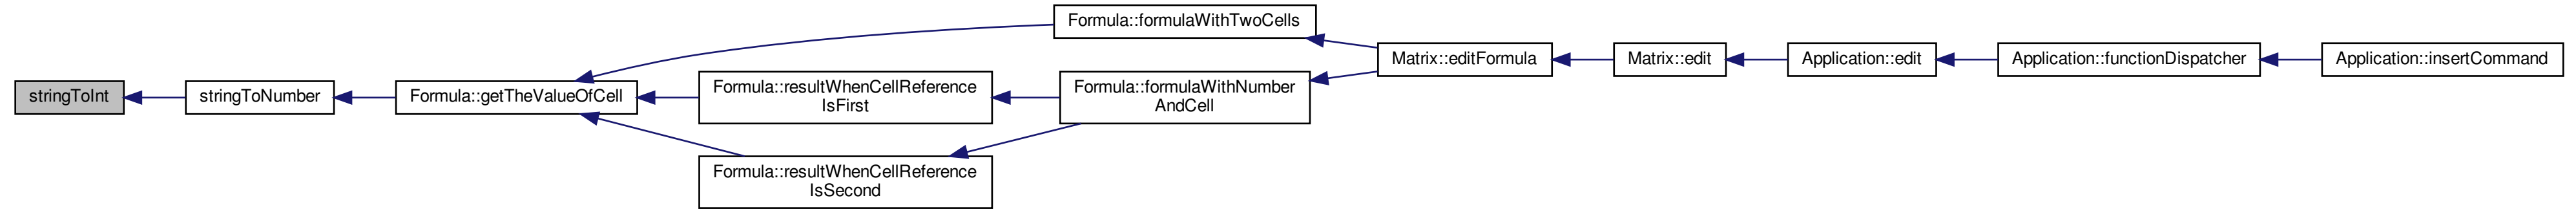 stringToInt
stringToNumber
Formula::getTheValueOfCell
Formula::formulaWithTwoCells
Formula::resultWhenCellReference
IsFirst
Formula::resultWhenCellReference
IsSecond
Formula::formulaWithNumber
AndCell
Matrix::editFormula
Matrix::edit
Application::edit
Application::functionDispatcher
Application::insertCommand